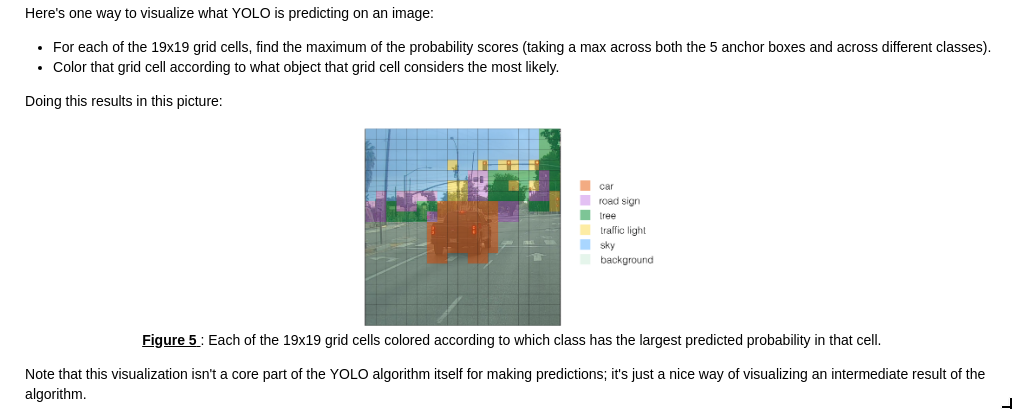 Here's one way to visualize what YOLO is predicting on an image:
For each of the 19x19 grid cells, find the maximum of the probability scores (taking a max across both the 5 anchor boxes and across different classes).
Color that grid cell according to what object that grid cell considers the most likely.
Doing this results in this picture:
car
road sign
tree
traffic light
sky
background
Figure 5 : Each of the 19x19 grid cells colored according to which class has the largest predicted probability in that cell.
Note that this visualization isn't a core part of the YOLO algorithm itself for making predictions; it's just a nice way of visualizing an intermediate result of the
algorithm.